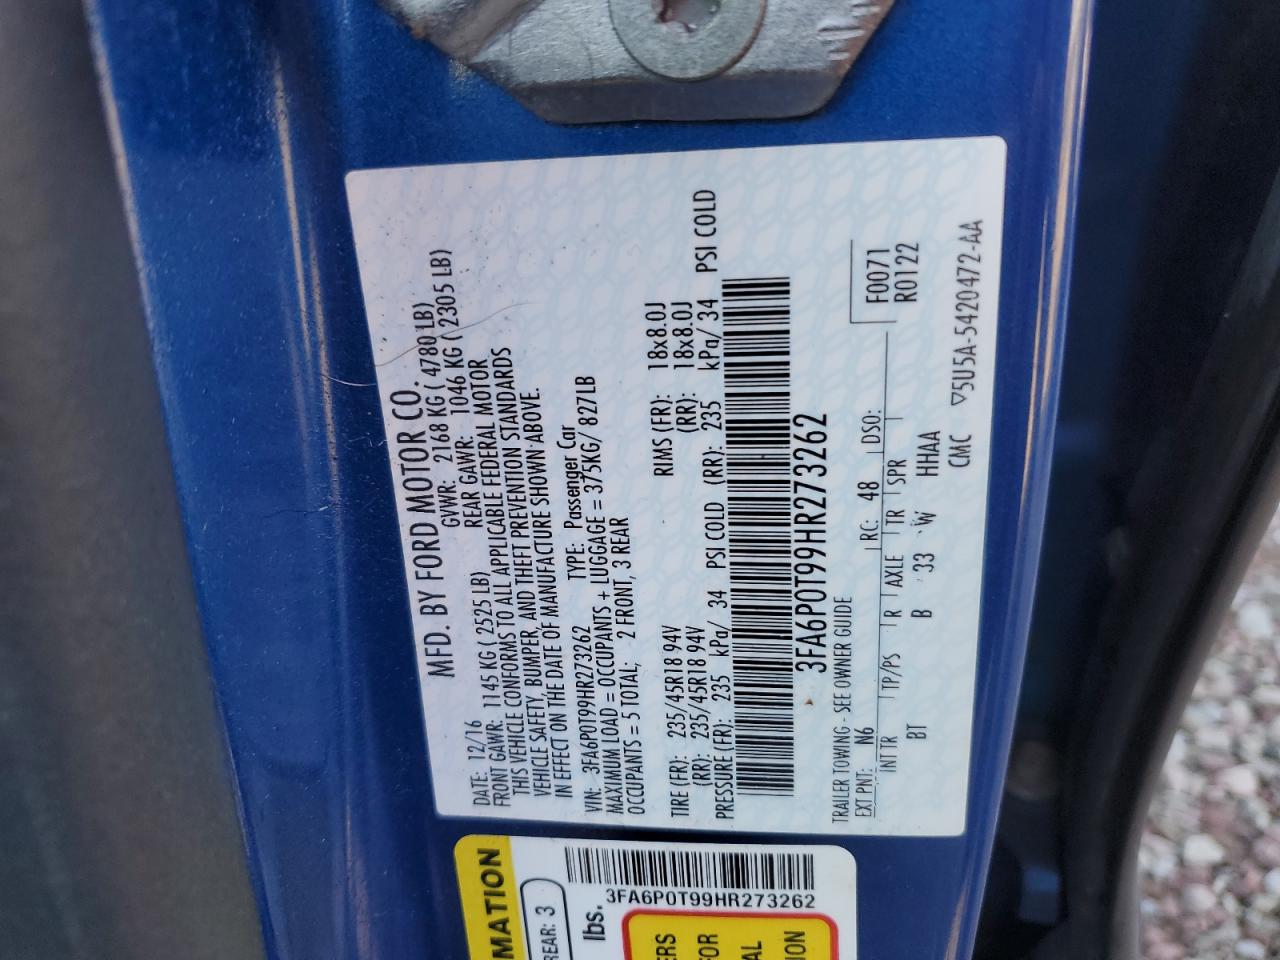 MFD. BY FORD MOTOR CO.
DATE: 12/16 GVWR: 2168 KG ( 4780 LB)
FRONT GAWR: 1145 KG ( 2525 LB) REAR GAWR: 1046 KG ( 2305 LB)
THIS VEHICLE CONFORMS TO ALL APPLICABLE FEDERAL MOTOR
VEHICLE SAFETY, BUMPER, AND THEFT PREVENTION STANDARDS
IN EFFECT ON THE DATE OF MANUFACTURE SHOWN ABOVE.
VIN: 3FA6P0T99HR273262 TYPE: Passenger Car
MAXIMUM LOAD = OCCUPANTS + LUGGAGE = 375KG/ 827LB
OCCUPANTS = 5 TOTAL; 2 FRONT, 3 REAR
TIRE (FR): 235/45R18 94V RIMS (FR): 18x8.0J
(RR): 235/45R18 94V (RR): 18x8.0J
PRESSURE (FR): 235 kPa/ 34 PSI COLD (RR): 235 kPa/ 34 PSI COLD
3FA6P0T99HR273262
TRAILER TOWING - SEE OWNER GUIDE
F0071
EXT PNT: N6 RC: 48 DSO: R0122
INT TR TP/PS R AXLE TR SPR
BT B 33 W HHAA
CMC ▽5U5A-5420472-AA
MATION
REAR: 3
lbs.
3FA6P0T99HR273262
ERS
FOR
AL
ION